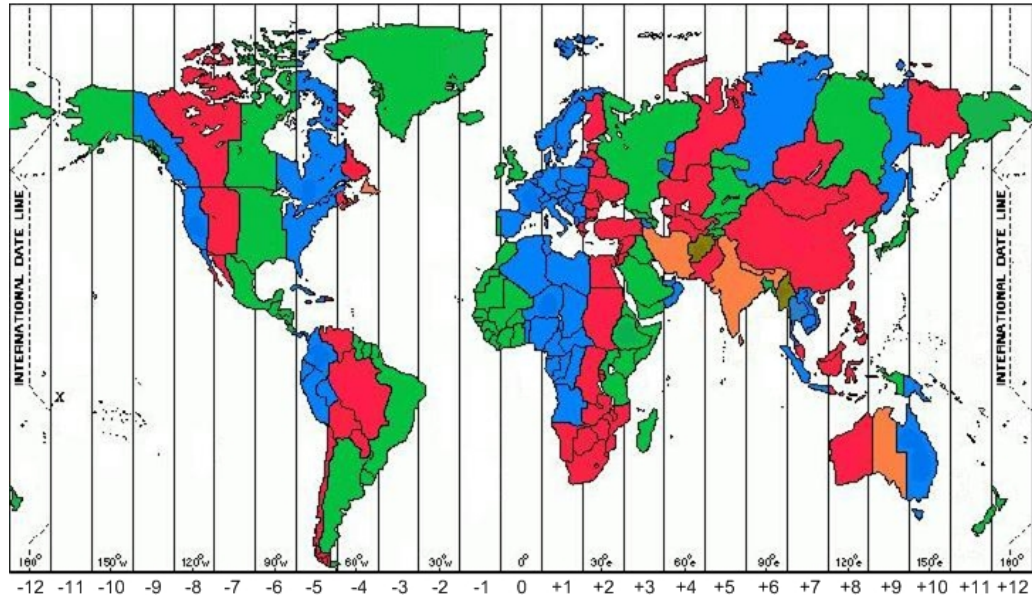 INTERNATIONAL DATE LINE
INTERNATIONAL DATE LINE
X
180° 150°w 120°w 90°w 60°w 30°w 0° 30°e 60°e 90°e 120°e 150°e 180°
-12 -11 -10 -9 -8 -7 -6 -5 -4 -3 -2 -1 0 +1 +2 +3 +4 +5 +6 +7 +8 +9 +10 +11 +12